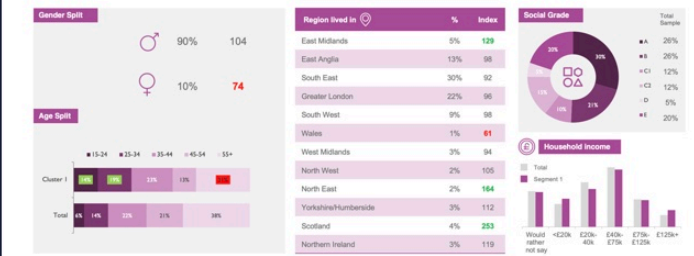 Gender Split
90% 104
10% 74
Age Split
15-24 25-34 35-44 45-54 55+
Cluster 1 14% 19% 23% 13%
Total 6% 14% 22% 21% 38%
Region lived in % Index
East Midlands 5% 129
East Anglia 13% 98
South East 30% 92
Greater London 22% 96
South West 9% 98
Wales 1% 61
West Midlands 3% 94
North West 2% 105
North East 2% 164
Yorkshire/Humberside 3% 112
Scotland 4% 253
Northern Ireland 3% 119
Social Grade
Total
Sample
A 26%
B 26%
C1 12%
C2 12%
D 5%
E 20%
20%
30%
21%
10%
13%
Household income
Total
Segment 1
Would rather not say
<£20k
£20k-40k
£40k-£75k
£75k-£125k
£125k+